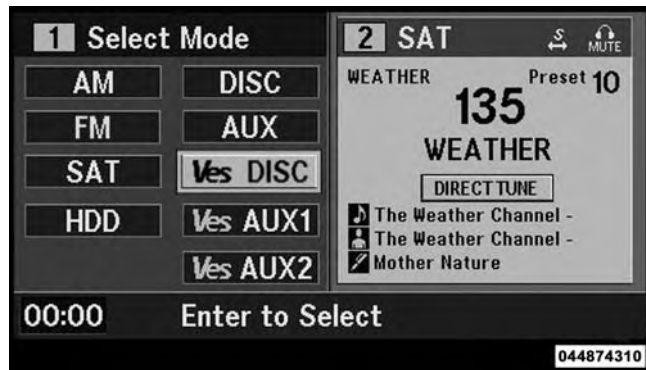 1 Select Mode
AM
DISC
FM
AUX
SAT
Ves DISC
HDD
Ves AUX1
Ves AUX2
2 SAT
S
MUTE
WEATHER
Preset 10
135
WEATHER
DIRECT TUNE
The Weather Channel -
The Weather Channel -
Mother Nature
00:00 Enter to Select
044874310